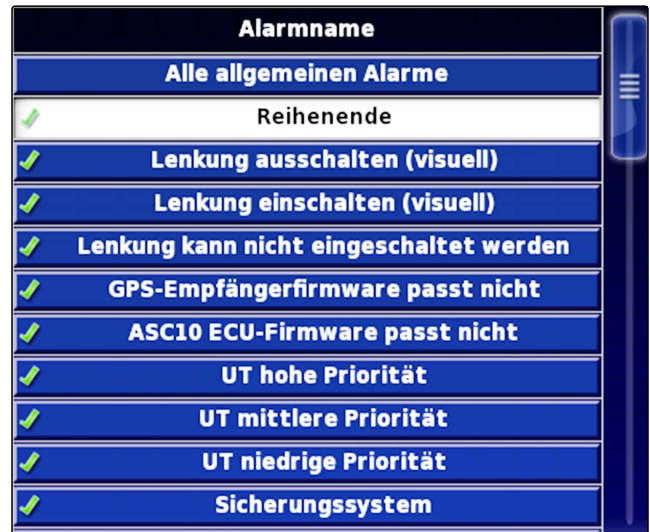 Alarmname
Alle allgemeinen Alarme
Reihenende
Lenkung ausschalten (visuell)
Lenkung einschalten (visuell)
Lenkung kann nicht eingeschaltet werden
GPS-Empfängerfirmware passt nicht
ASC10 ECU-Firmware passt nicht
UT hohe Priorität
UT mittlere Priorität
UT niedrige Priorität
Sicherungssystem